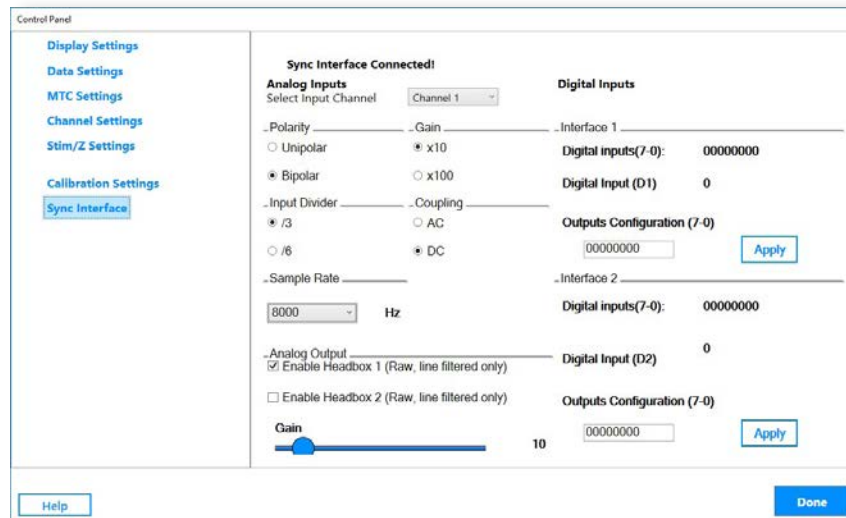 Control Panel
Display Settings
Data Settings
MTC Settings
Channel Settings
Stim/Z Settings
Calibration Settings
Sync Interface
Sync Interface Connected!
Analog Inputs
Select Input Channel
Channel 1
Polarity
Gain
Unipolar
x10
Bipolar
x100
Input Divider
Coupling
/3
AC
/6
DC
Sample Rate
8000
Hz
Analog Output
Enable Headbox 1 (Raw, line filtered only)
Enable Headbox 2 (Raw, line filtered only)
Gain
10
Digital Inputs
Interface 1
Digital inputs(7-0): 00000000
Digital Input (D1) 0
Outputs Configuration (7-0)
00000000
Apply
Interface 2
Digital inputs(7-0): 00000000
Digital Input (D2) 0
Outputs Configuration (7-0)
00000000
Apply
Help
Done